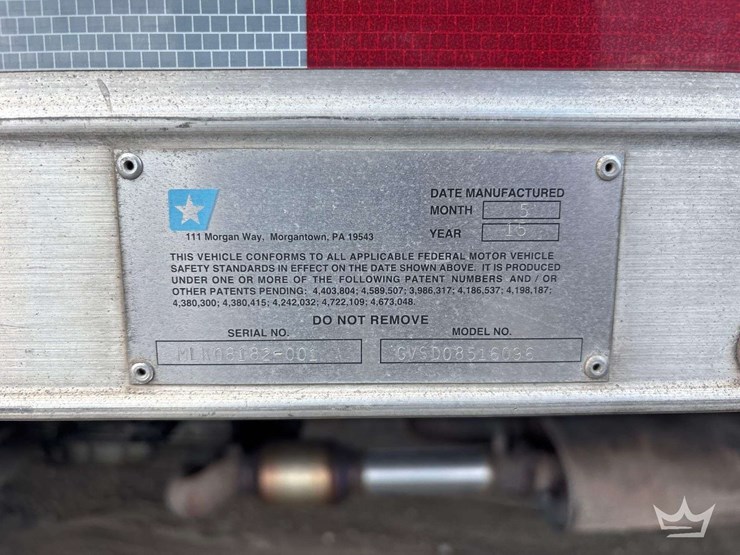 DATE MANUFACTURED
MONTH 5
YEAR 15
111 Morgan Way, Morgantown, PA 19543
THIS VEHICLE CONFORMS TO ALL APPLICABLE FEDERAL MOTOR VEHICLE
SAFETY STANDARDS IN EFFECT ON THE DATE SHOWN ABOVE. IT IS PRODUCED
UNDER ONE OR MORE OF THE FOLLOWING PATENT NUMBERS AND / OR
OTHER PATENTS PENDING: 4,403,804; 4,589,507; 3,986,317; 4,186,537; 4,198,187;
4,380,300; 4,380,415; 4,242,032; 4,722,109; 4,673,048.
DO NOT REMOVE
SERIAL NO. MODEL NO.